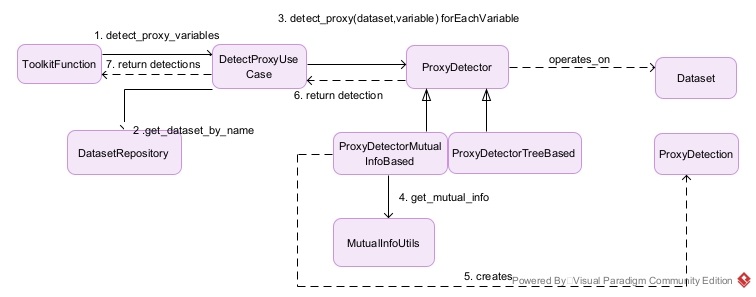 3. detect_proxy(dataset,variable) forEachVariable
1. detect_proxy_variables
ToolkitFunction
7. return detections
DetectProxyUse
Case
ProxyDetector
operates_on
Dataset
6. return detection
2 .get_dataset_by_name
DatasetRepository
ProxyDetectorMutual
InfoBased
ProxyDetectorTreeBased
ProxyDetection
4. get_mutual_info
MutualInfoUtils
5. creates
Powered By Visual Paradigm Community Edition